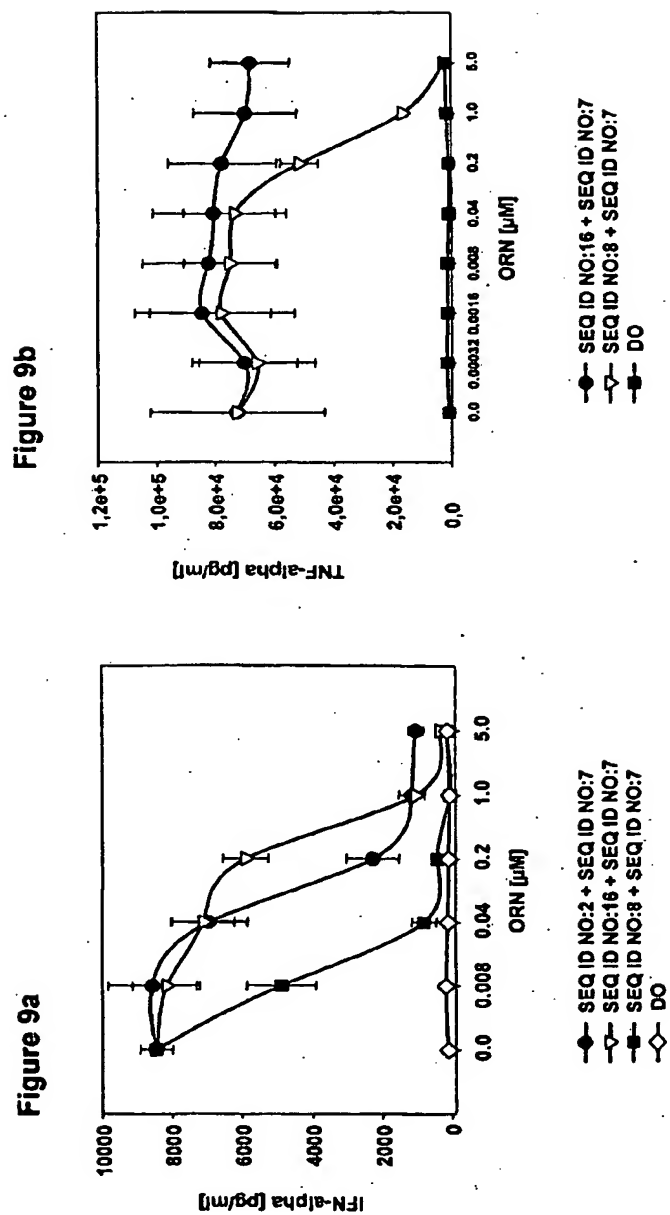 Figure 9a
IFN-alpha [pg/ml]
10000
8000
6000
4000
2000
0
0.0 0.008 0.04 0.2 1.0 5.0
ORN [µM]
SEQ ID NO:2 + SEQ ID NO:7
SEQ ID NO:16 + SEQ ID NO:7
SEQ ID NO:8 + SEQ ID NO:7
DO
Figure 9b
TNF-alpha [pg/ml]
1,2e+5
1,0e+5
8,0e+4
6,0e+4
4,0e+4
2,0e+4
0,0
0.0 0.00032 0.0016 0.008 0.04 0.2 1.0 5.0
ORN [µM]
SEQ ID NO:16 + SEQ ID NO:7
SEQ ID NO:8 + SEQ ID NO:7
DO